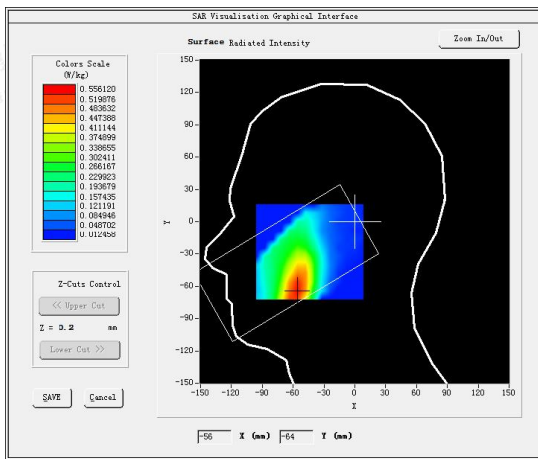 SAR Visualisation Graphical Interface
Surface Radiated Intensity
Zoom In/Out
Colors Scale
(W/kg)
0.556120
0.519876
0.483632
0.447388
0.411144
0.374899
0.338655
0.302411
0.266167
0.229923
0.193679
0.157435
0.121191
0.084946
0.048702
0.012458
Z-Cuts Control
<< Upper Cut
Z = 3.2 mm
Lower Cut >>
SAVE Cancel
150
120
90
60
30
0
-30
-60
-90
-120
-150
Y
-150 -120 -90 -60 -30 0 30 60 90 120 150
X
-56 X (mm) -64 Y (mm)